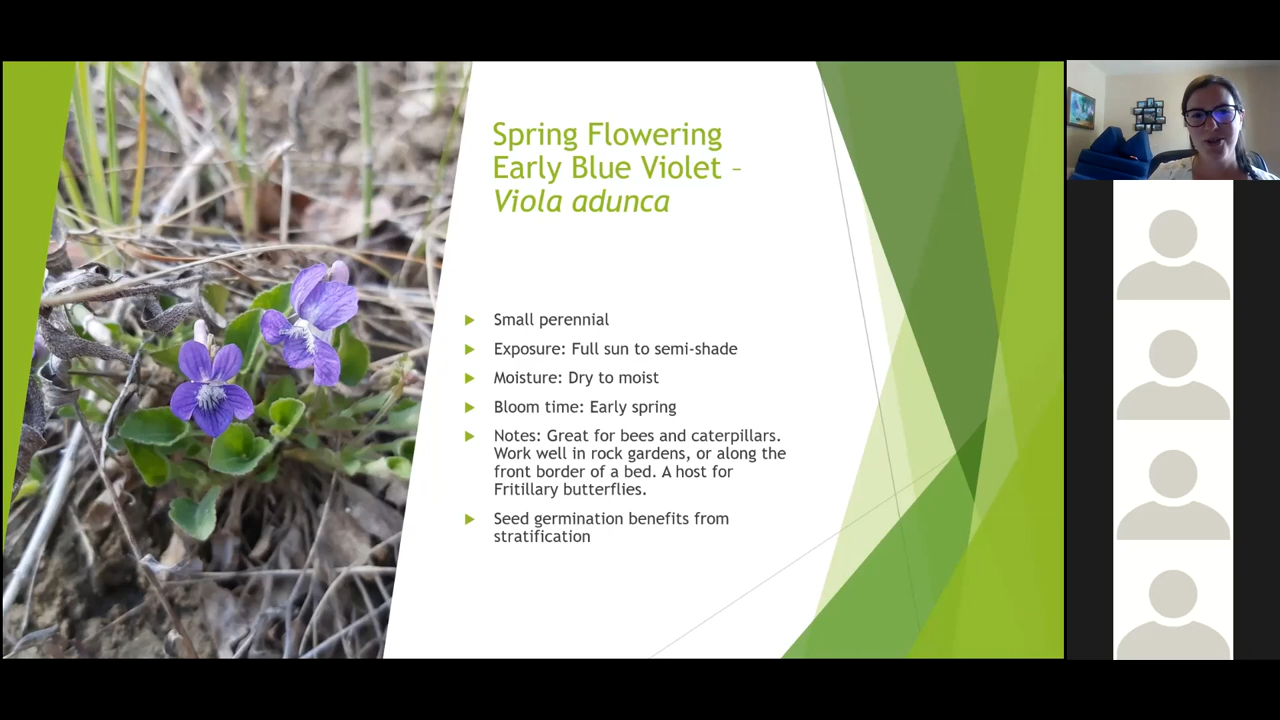 Spring Flowering
Early Blue Violet –
Viola adunca
Small perennial
Exposure: Full sun to semi-shade
Moisture: Dry to moist
Bloom time: Early spring
Notes: Great for bees and caterpillars.
Work well in rock gardens, or along the
front border of a bed. A host for
Fritillary butterflies.
Seed germination benefits from
stratification